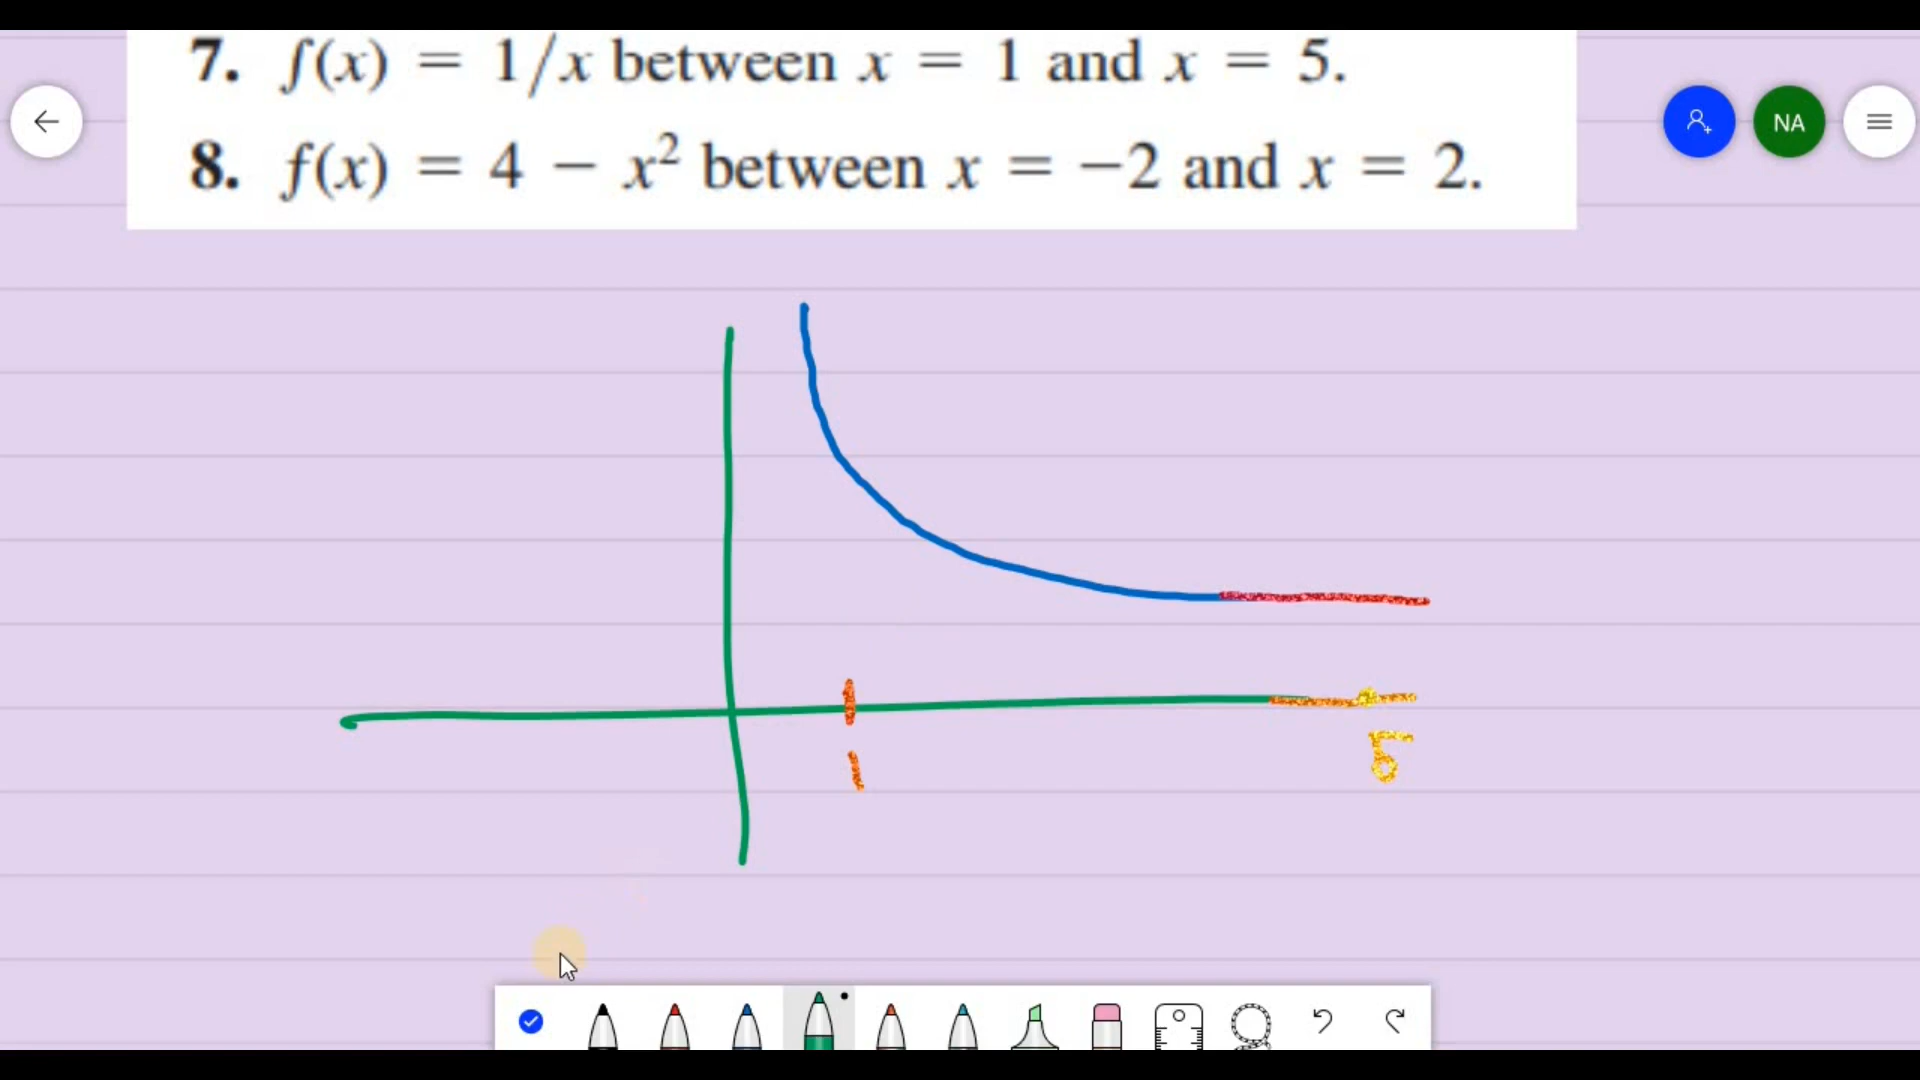 7. f(x) = 1/x between x = 1 and x = 5.
8. f(x) = 4 − x² between x = −2 and x = 2.
NA
1
5